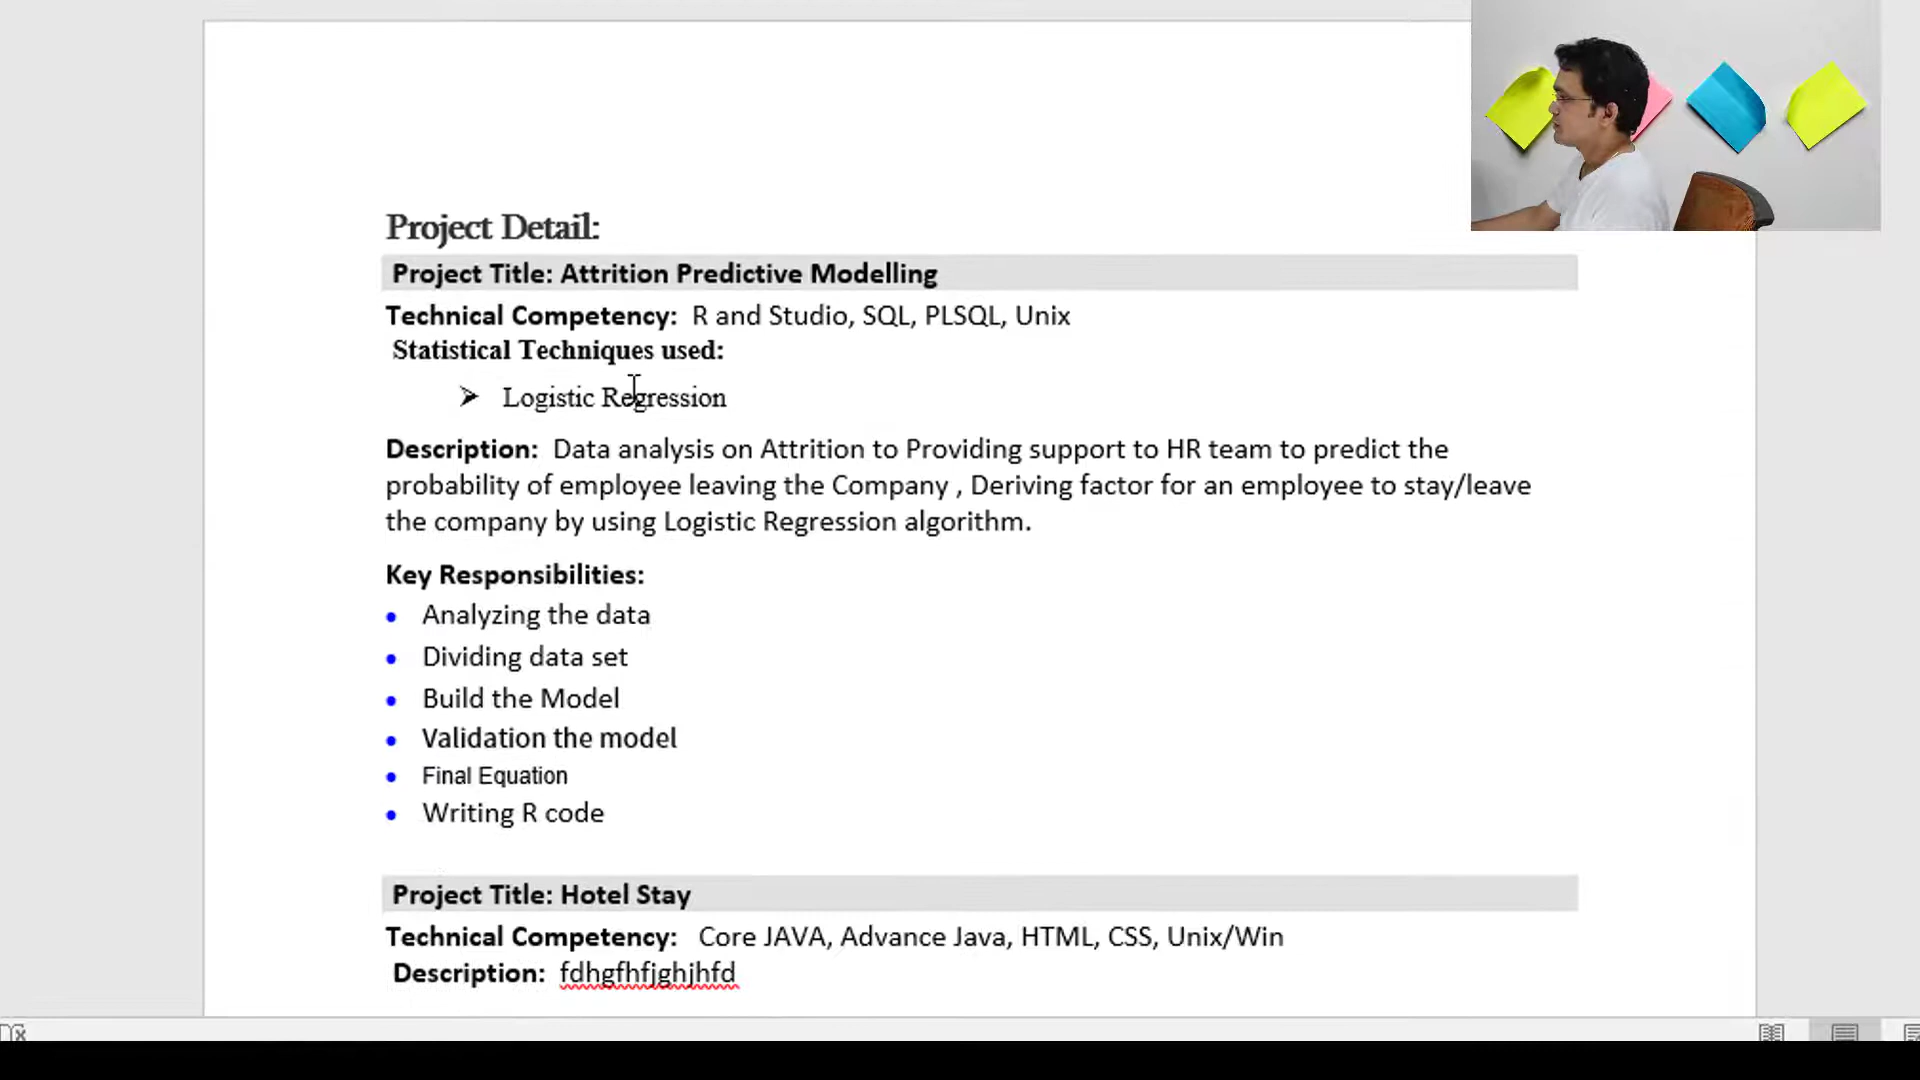 Project Detail:
Project Title: Attrition Predictive Modelling
Technical Competency: R and Studio, SQL, PLSQL, Unix
Statistical Techniques used:
➢ Logistic Regression
Description: Data analysis on Attrition to Providing support to HR team to predict the
probability of employee leaving the Company , Deriving factor for an employee to stay/leave
the company by using Logistic Regression algorithm.
Key Responsibilities:
• Analyzing the data
• Dividing data set
• Build the Model
• Validation the model
• Final Equation
• Writing R code
Project Title: Hotel Stay
Technical Competency: Core JAVA, Advance Java, HTML, CSS, Unix/Win
Description: fdhgfhfjghjhfd